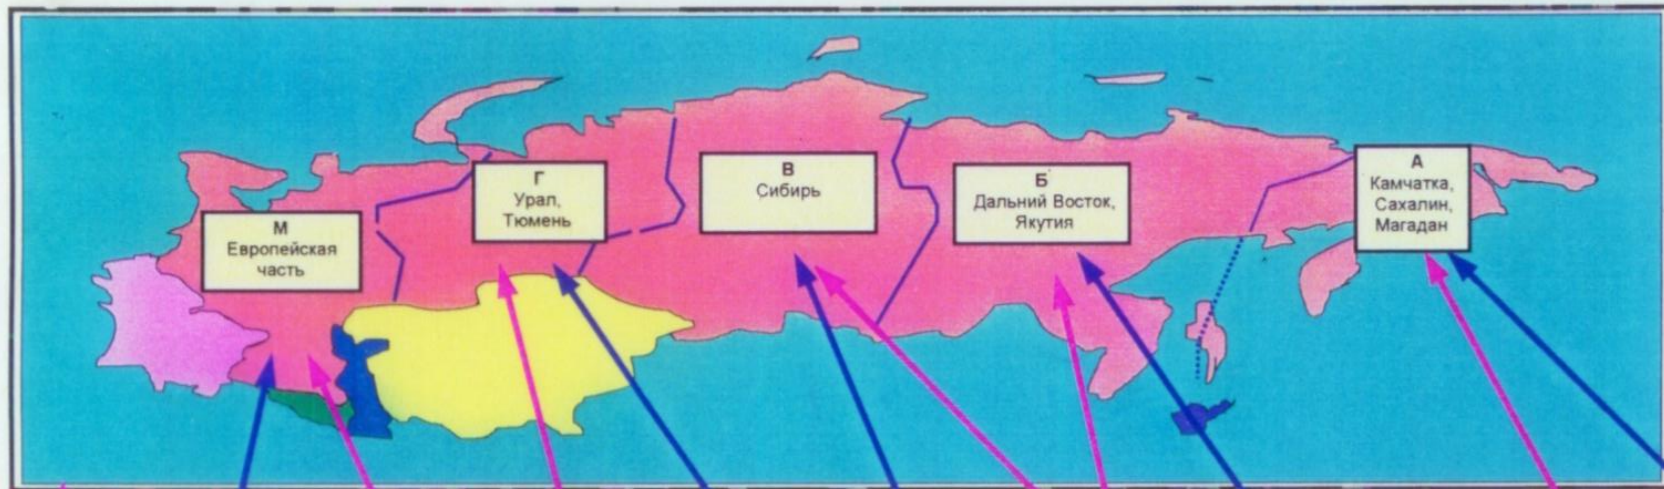 М
Европейская
часть
Г
Урал,
Тюмень
В
Сибирь
Б
Дальний Восток,
Якутия
А
Камчатка,
Сахалин,
Магадан